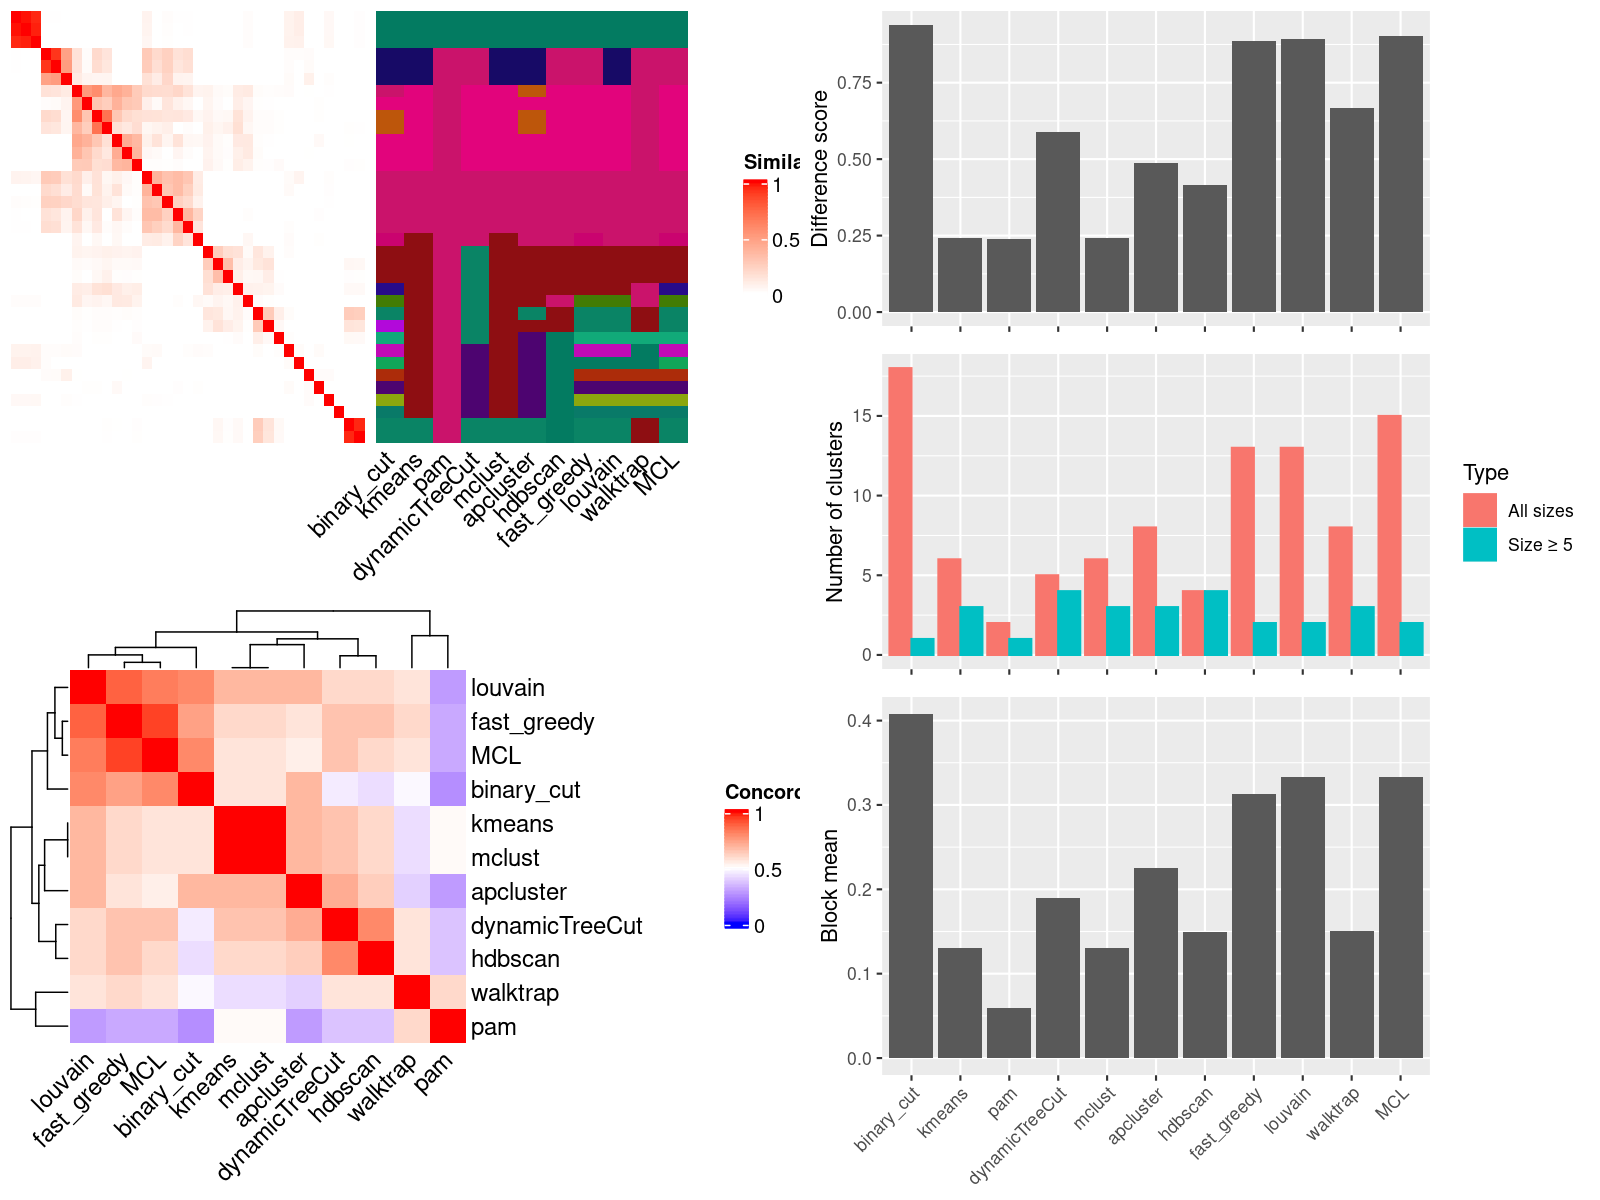 Simila
1
0.5
0
binary_cut
kmeans
pam
dynamicTreeCut
mclust
apcluster
hdbscan
fast_greedy
louvain
walktrap
MCL
louvain
fast_greedy
MCL
binary_cut
kmeans
mclust
apcluster
dynamicTreeCut
hdbscan
walktrap
pam
louvain
fast_greedy
MCL
binary_cut
kmeans
mclust
apcluster
dynamicTreeCut
hdbscan
walktrap
pam
Concord
1
0.5
0
Difference score
0.75
0.50
0.25
0.00
Number of clusters
15
10
5
0
Type
All sizes
Size ≥ 5
Block mean
0.4
0.3
0.2
0.1
0.0
binary_cut
kmeans
pam
dynamicTreeCut
mclust
apcluster
hdbscan
fast_greedy
louvain
walktrap
MCL